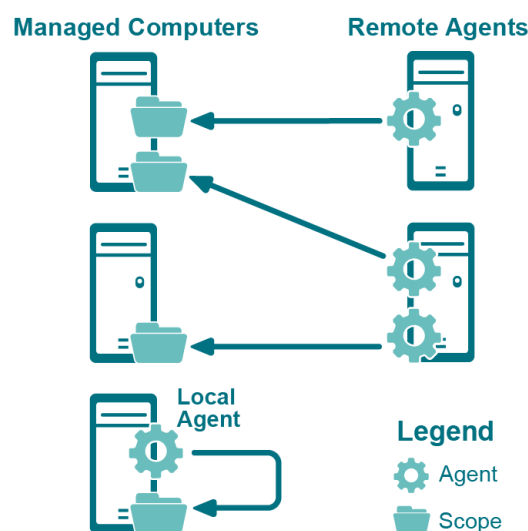 Managed Computers
Remote Agents
Local
Agent
Legend
Agent
Scope